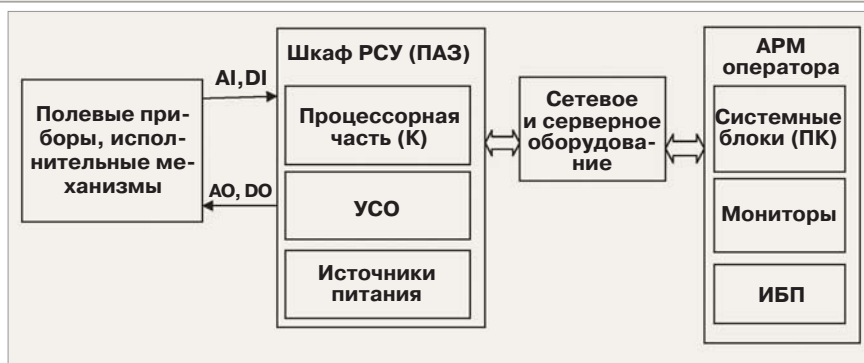 Полевые при-
боры, испол-
нительные ме-
ханизмы
AI, DI
AO, DO
Шкаф РСУ (ПАЗ)
Процессорная
часть (К)
УСО
Источники
питания
Сетевое
и серверное
оборудова-
ние
АРМ
оператора
Системные
блоки (ПК)
Мониторы
ИБП